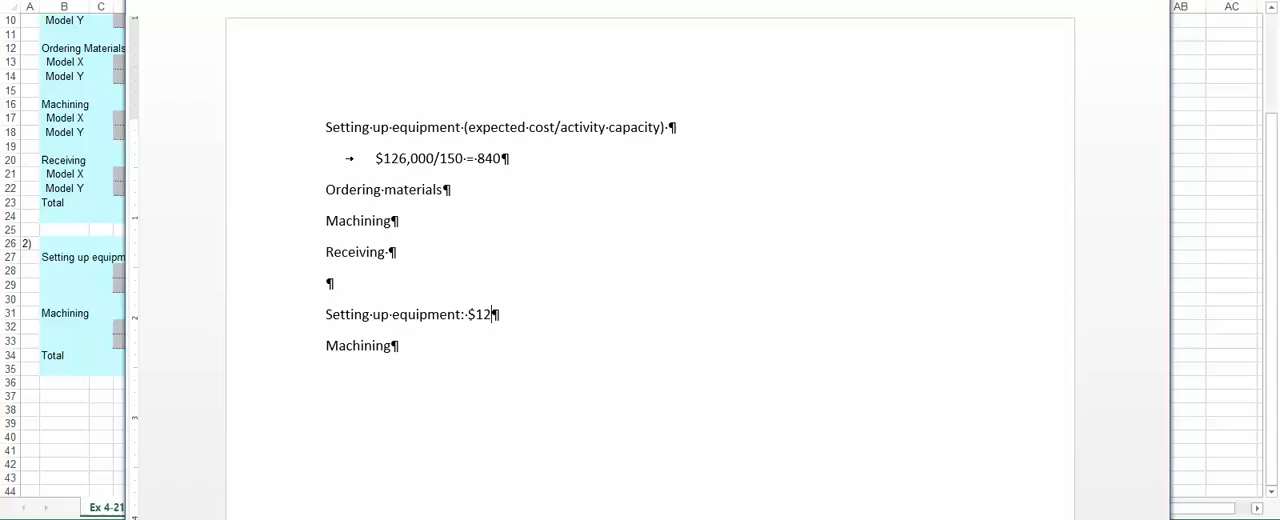 A B C AB AC
10 Model Y
11
12 Ordering Materials
13 Model X
14 Model Y
15
16 Machining
17 Model X
18 Model Y
19
20 Receiving
21 Model X
22 Model Y
23 Total
24
25
26 2)
27 Setting up equipm
28
29
30
31 Machining
32
33
34 Total
35
36
37
38
39
40
41
42
43
44
Ex 4-21
Setting·up·equipment·(expected·cost/activity·capacity)·¶
→ $126,000/150·=·840¶
Ordering·materials¶
Machining¶
Receiving·¶
¶
Setting·up·equipment:·$12¶
Machining¶